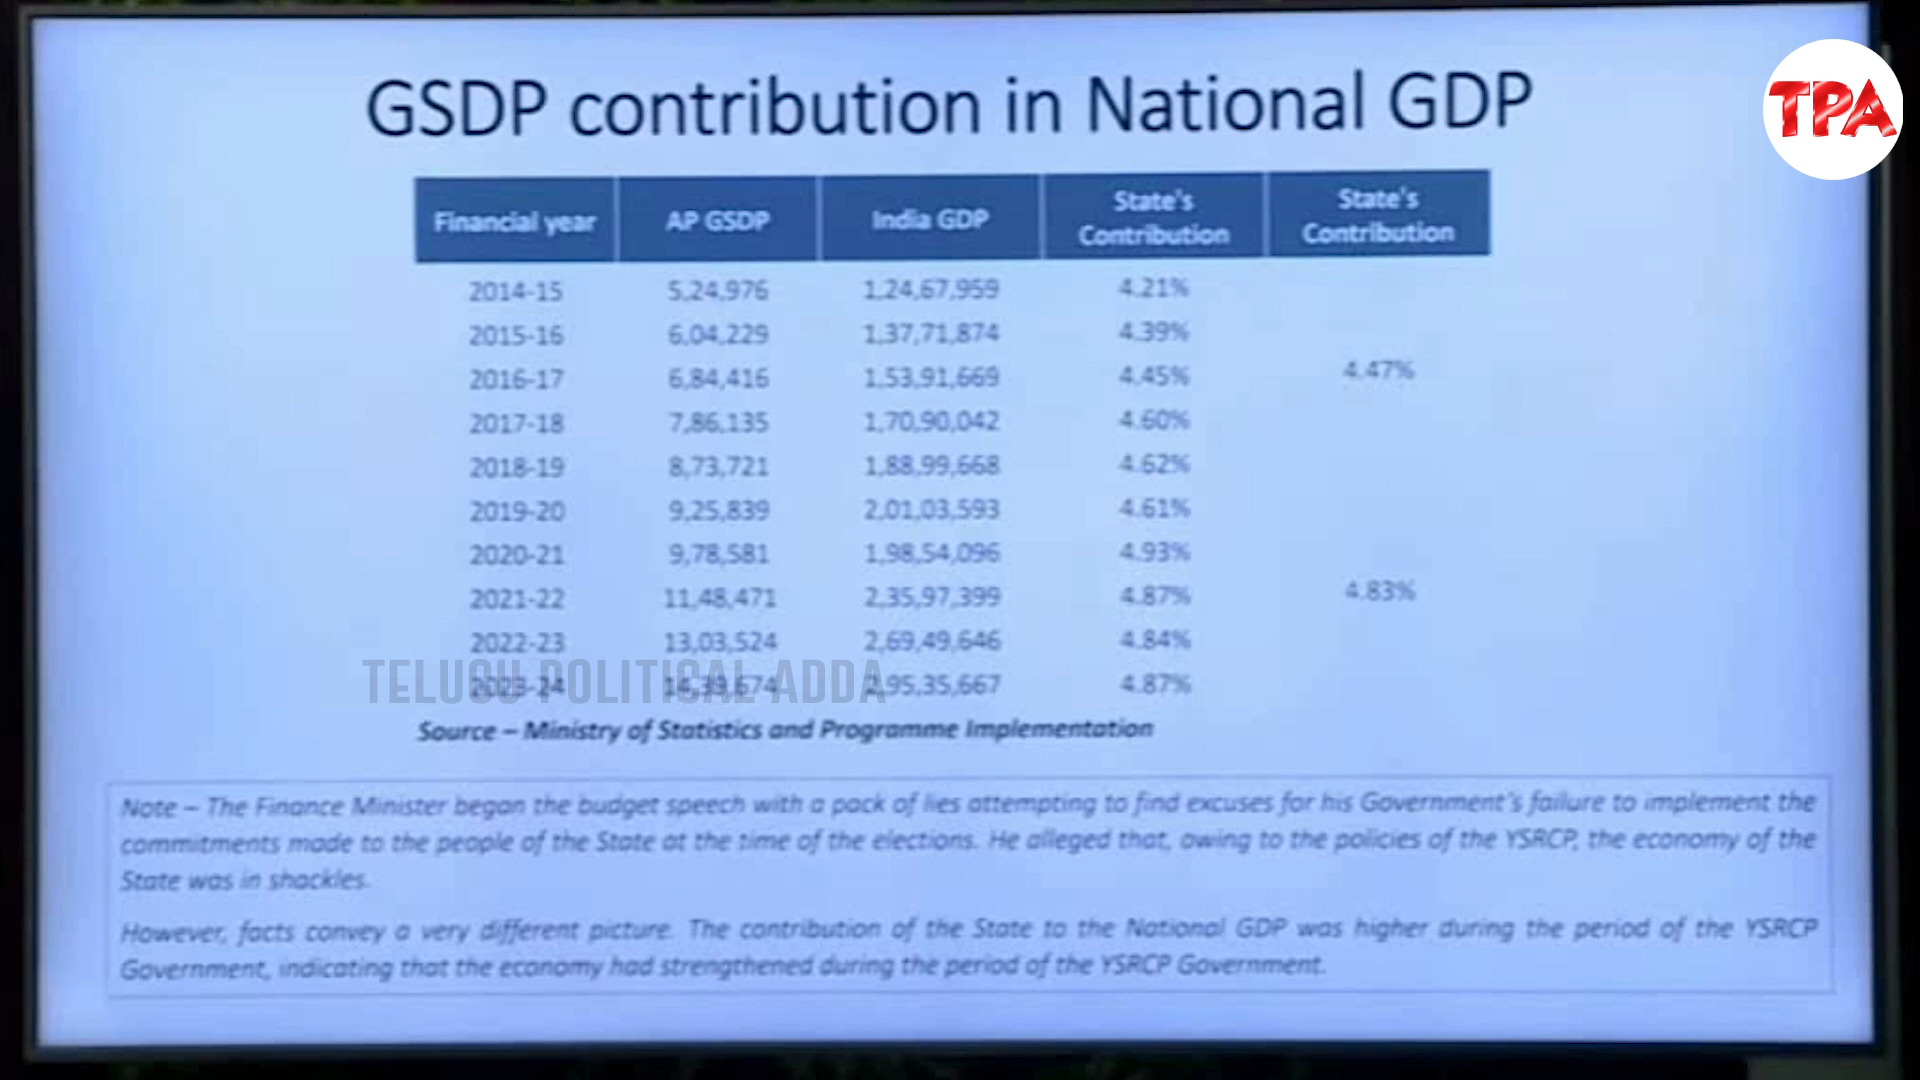 GSDP contribution in National GDP
TPA
Financial year AP GSDP India GDP State's Contribution State's Contribution
2014-15 5,24,976 1,24,67,959 4.21%
2015-16 6,04,229 1,37,71,874 4.39%
2016-17 6,84,416 1,53,91,669 4.45% 4.47%
2017-18 7,86,135 1,70,90,042 4.60%
2018-19 8,73,721 1,88,99,668 4.62%
2019-20 9,25,839 2,01,03,593 4.61%
2020-21 9,78,581 1,98,54,096 4.93%
2021-22 11,48,471 2,35,97,399 4.87% 4.83%
2022-23 13,03,524 2,69,49,646 4.84%
2023-24 14,39,674 2,95,35,667 4.87%
TELUGU POLITICAL ADDA
Source – Ministry of Statistics and Programme Implementation
Note – The Finance Minister began the budget speech with a pack of lies attempting to find excuses for his Government's failure to implement the
commitments made to the people of the State at the time of the elections. He alleged that, owing to the policies of the YSRCP, the economy of the
State was in shackles.
However, facts convey a very different picture. The contribution of the State to the National GDP was higher during the period of the YSRCP
Government, indicating that the economy had strengthened during the period of the YSRCP Government.